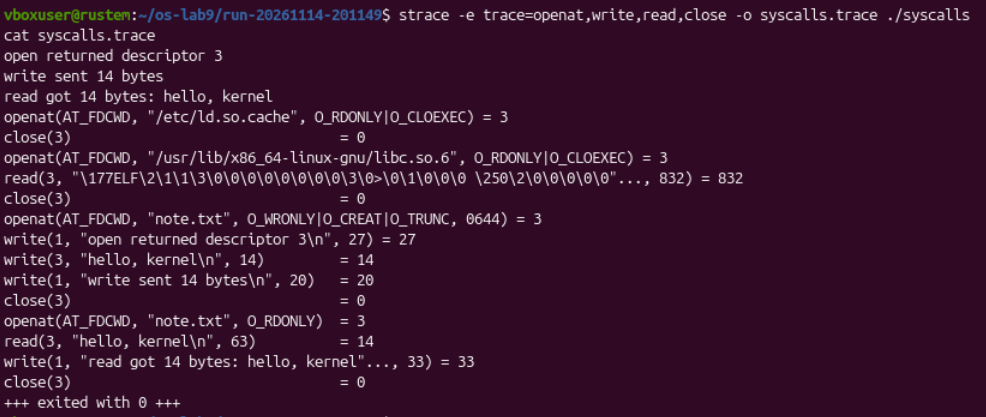 vboxuser@rustem:~/os-lab9/run-20261114-201149$ strace -e trace=openat,write,read,close -o syscalls.trace ./syscalls
cat syscalls.trace
open returned descriptor 3
write sent 14 bytes
read got 14 bytes: hello, kernel
openat(AT_FDCWD, "/etc/ld.so.cache", O_RDONLY|O_CLOEXEC) = 3
close(3)                                = 0
openat(AT_FDCWD, "/usr/lib/x86_64-linux-gnu/libc.so.6", O_RDONLY|O_CLOEXEC) = 3
read(3, "\177ELF\2\1\1\3\0\0\0\0\0\0\0\0\3\0>\0\1\0\0\0 \250\2\0\0\0\0\0"..., 832) = 832
close(3)                                = 0
openat(AT_FDCWD, "note.txt", O_WRONLY|O_CREAT|O_TRUNC, 0644) = 3
write(1, "open returned descriptor 3\n", 27) = 27
write(3, "hello, kernel\n", 14)         = 14
write(1, "write sent 14 bytes\n", 20)   = 20
close(3)                                = 0
openat(AT_FDCWD, "note.txt", O_RDONLY)  = 3
read(3, "hello, kernel\n", 63)          = 14
write(1, "read got 14 bytes: hello, kernel"..., 33) = 33
close(3)                                = 0
+++ exited with 0 +++